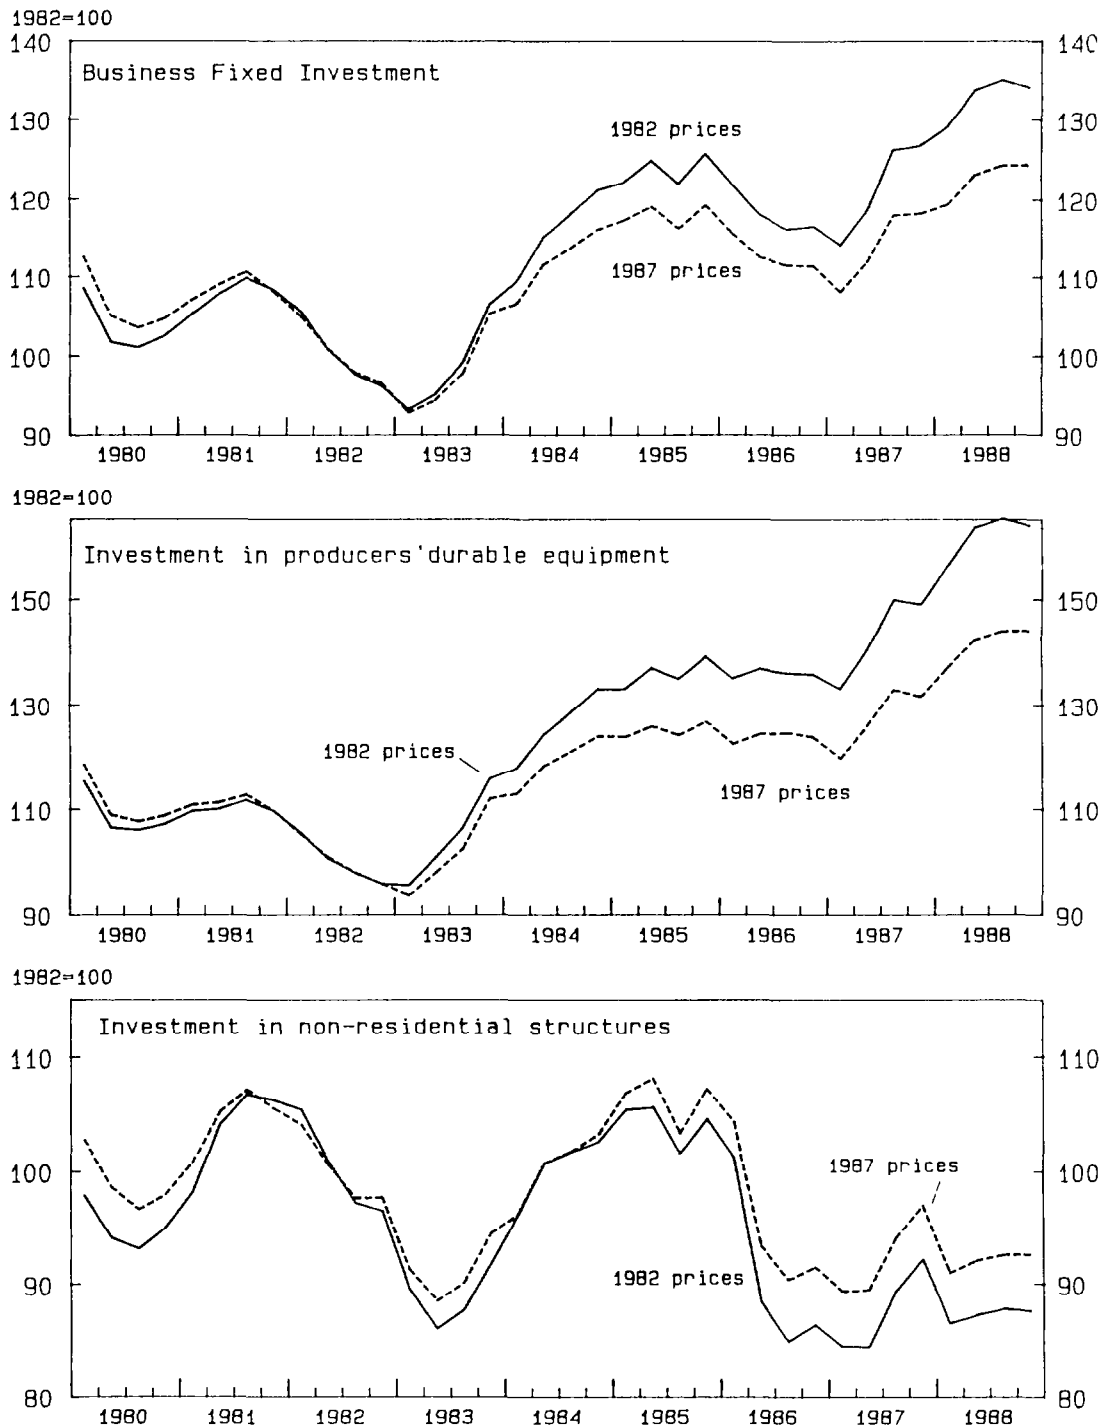 1982=100
140 140
Business Fixed Investment
1982 prices
130 130
120 120
1987 prices
110 110
100 100
90 90
1980 1981 1982 1983 1984 1985 1986 1987 1988
1982=100
Investment in producers'durable equipment
150 150
130 130
1982 prices
1987 prices
110 110
90 90
1980 1981 1982 1983 1984 1985 1986 1987 1988
1982=100
Investment in non-residential structures
110 110
100 100
1987 prices
90 90
1982 prices
80 80
1980 1981 1982 1983 1984 1985 1986 1987 1988